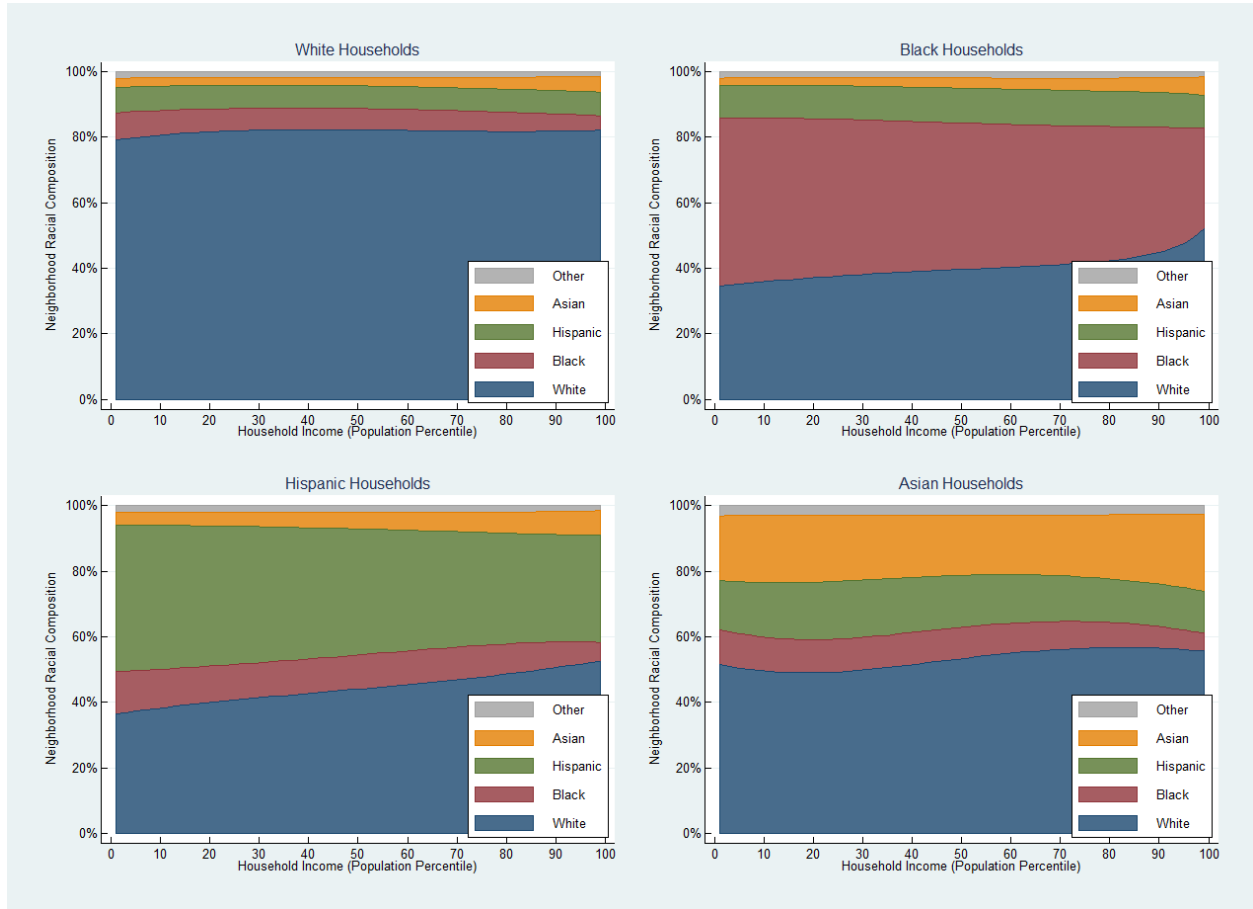 White Households
Neighborhood Racial Composition
100%
80%
60%
40%
20%
0%
Other
Asian
Hispanic
Black
White
0 10 20 30 40 50 60 70 80 90 100
Household Income (Population Percentile)
Black Households
Neighborhood Racial Composition
100%
80%
60%
40%
20%
0%
Other
Asian
Hispanic
Black
White
0 10 20 30 40 50 60 70 80 90 100
Household Income (Population Percentile)
Hispanic Households
Neighborhood Racial Composition
100%
80%
60%
40%
20%
0%
Other
Asian
Hispanic
Black
White
0 10 20 30 40 50 60 70 80 90 100
Household Income (Population Percentile)
Asian Households
Neighborhood Racial Composition
100%
80%
60%
40%
20%
0%
Other
Asian
Hispanic
Black
White
0 10 20 30 40 50 60 70 80 90 100
Household Income (Population Percentile)